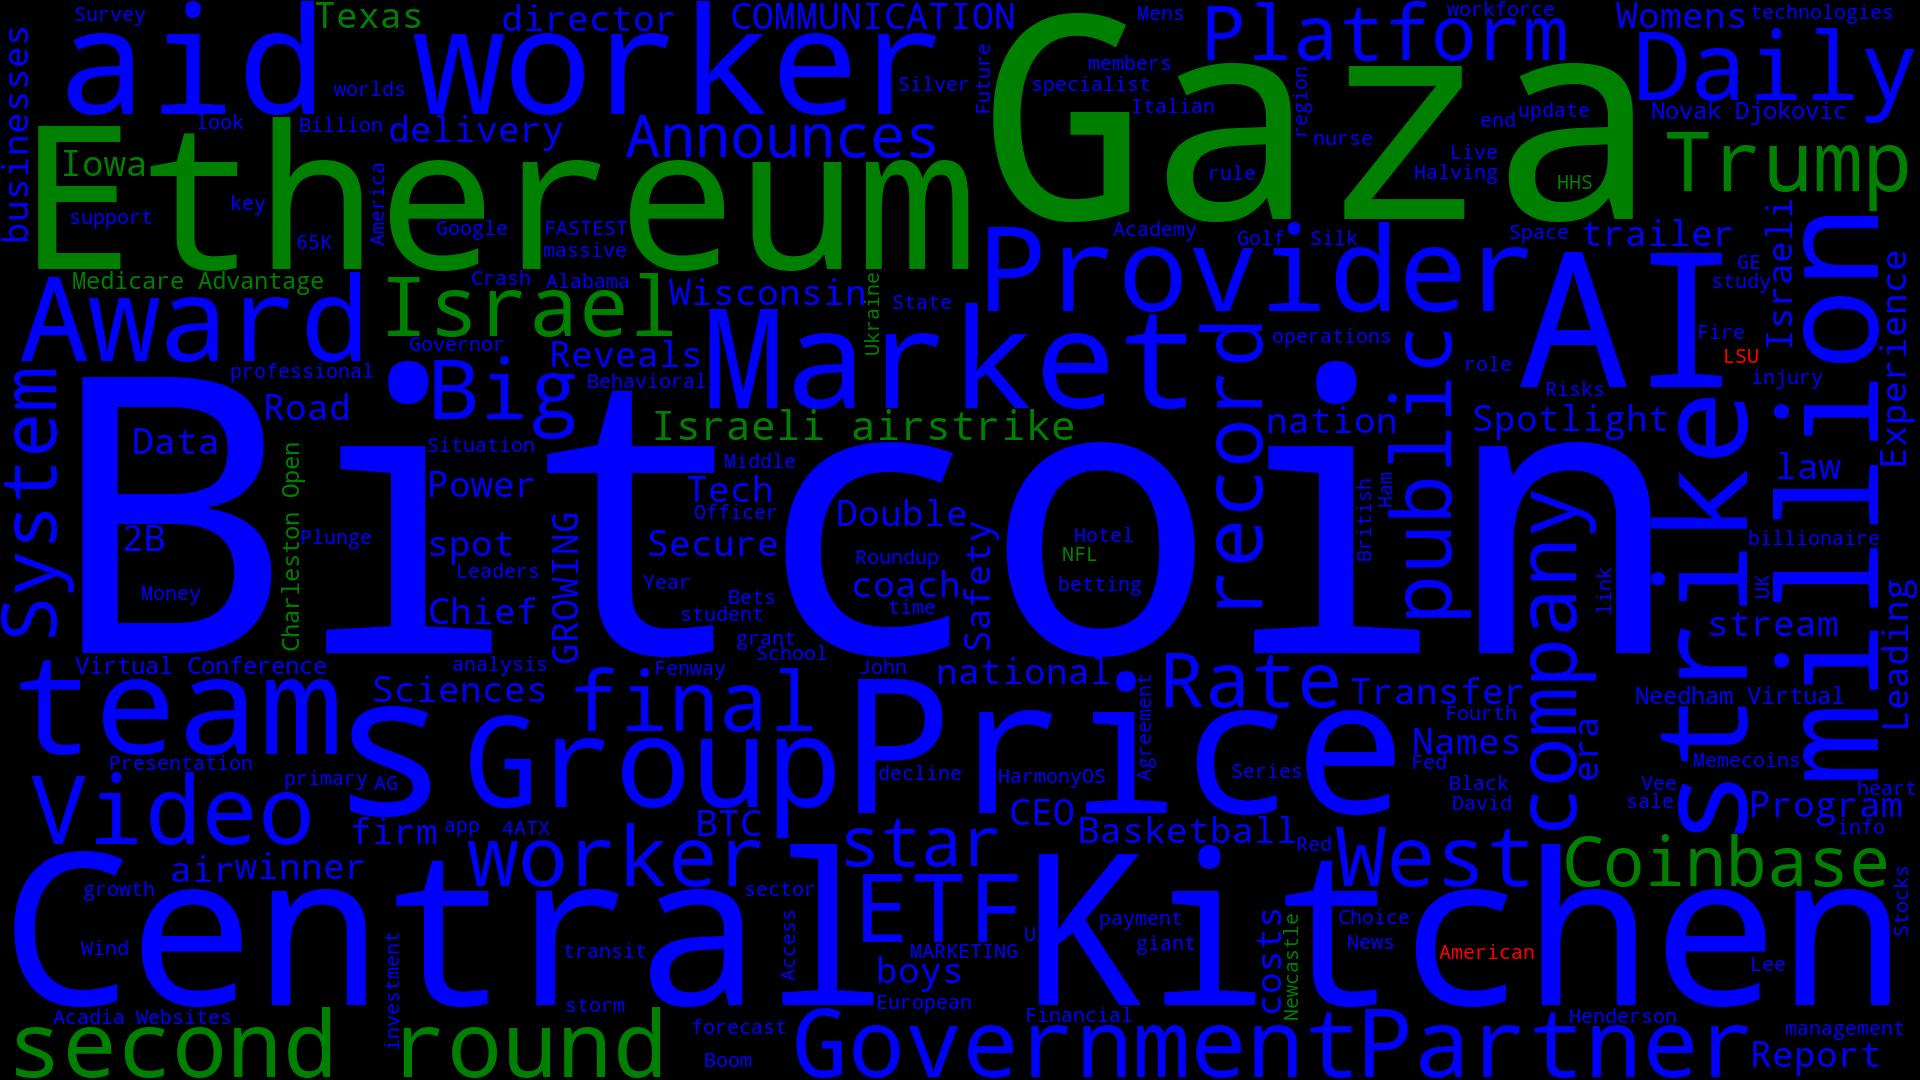 Survey
Texas
director
COMMUNICATION
Mens
Platform
workforce
Womens
technologies
aid worker
worlds
Silver
Future
members
specialist
Italian
region
Gaza
Daily
businesses
look
Billion
delivery
Announces
nurse
end
update
Novak Djokovic
Iowa
Ethereum
America
rule
Live
Halving
HHS
Trump
support
key
65K
Google
FASTEST
massive
Academy
Golf
Silk
Space
trailer
Israeli
Medicare Advantage
Crash
Alabama
Wisconsin
Ukraine
State
Provider
AI
GE
study
million
Experience
Award
Israel
Governor
Reveals
Market
record
operations
public
role
Fire
LSU
injury
professional
Big
Behavioral
Risks
System
Road
Israeli airstrike
nation
Spotlight
strike
law
Data
Charleston Open
Situation
Bitcoin
Middle
Power
Tech
Officer
Double
British
Ham
company
2B
Plunge
spot
GROWING
Secure
Roundup
Safety
Hotel
NFL
billionaire
Money
Leaders
Chief
Year
Bets
student
coach
time
betting
link
UK
grant
School
stream
Leading
Virtual Conference
analysis
Fenway
John
national
Rate
Transfer
Needham Virtual
team
Sciences
final
s
Group
Price
Agreement
Fourth
Names
Fed
era
Presentation
primary
AG
decline
HarmonyOS
Series
Black
David
Memecoins
Vee
sale
heart
Video
firm
app
4ATX
BTC
CEO
Program
info
air
winner
worker
star
Basketball
Red
West
Coinbase
growth
sector
Access
ETF
Kitchen
payment
giant
costs
Newcastle
Choice
News
stocks
Central
Wind
investment
transit
MARKETING
U
American
Lee
boys
storm
European
Acadia Websites
second round
forecast
Boom
Government
Financial
Partner
Henderson
management
Report